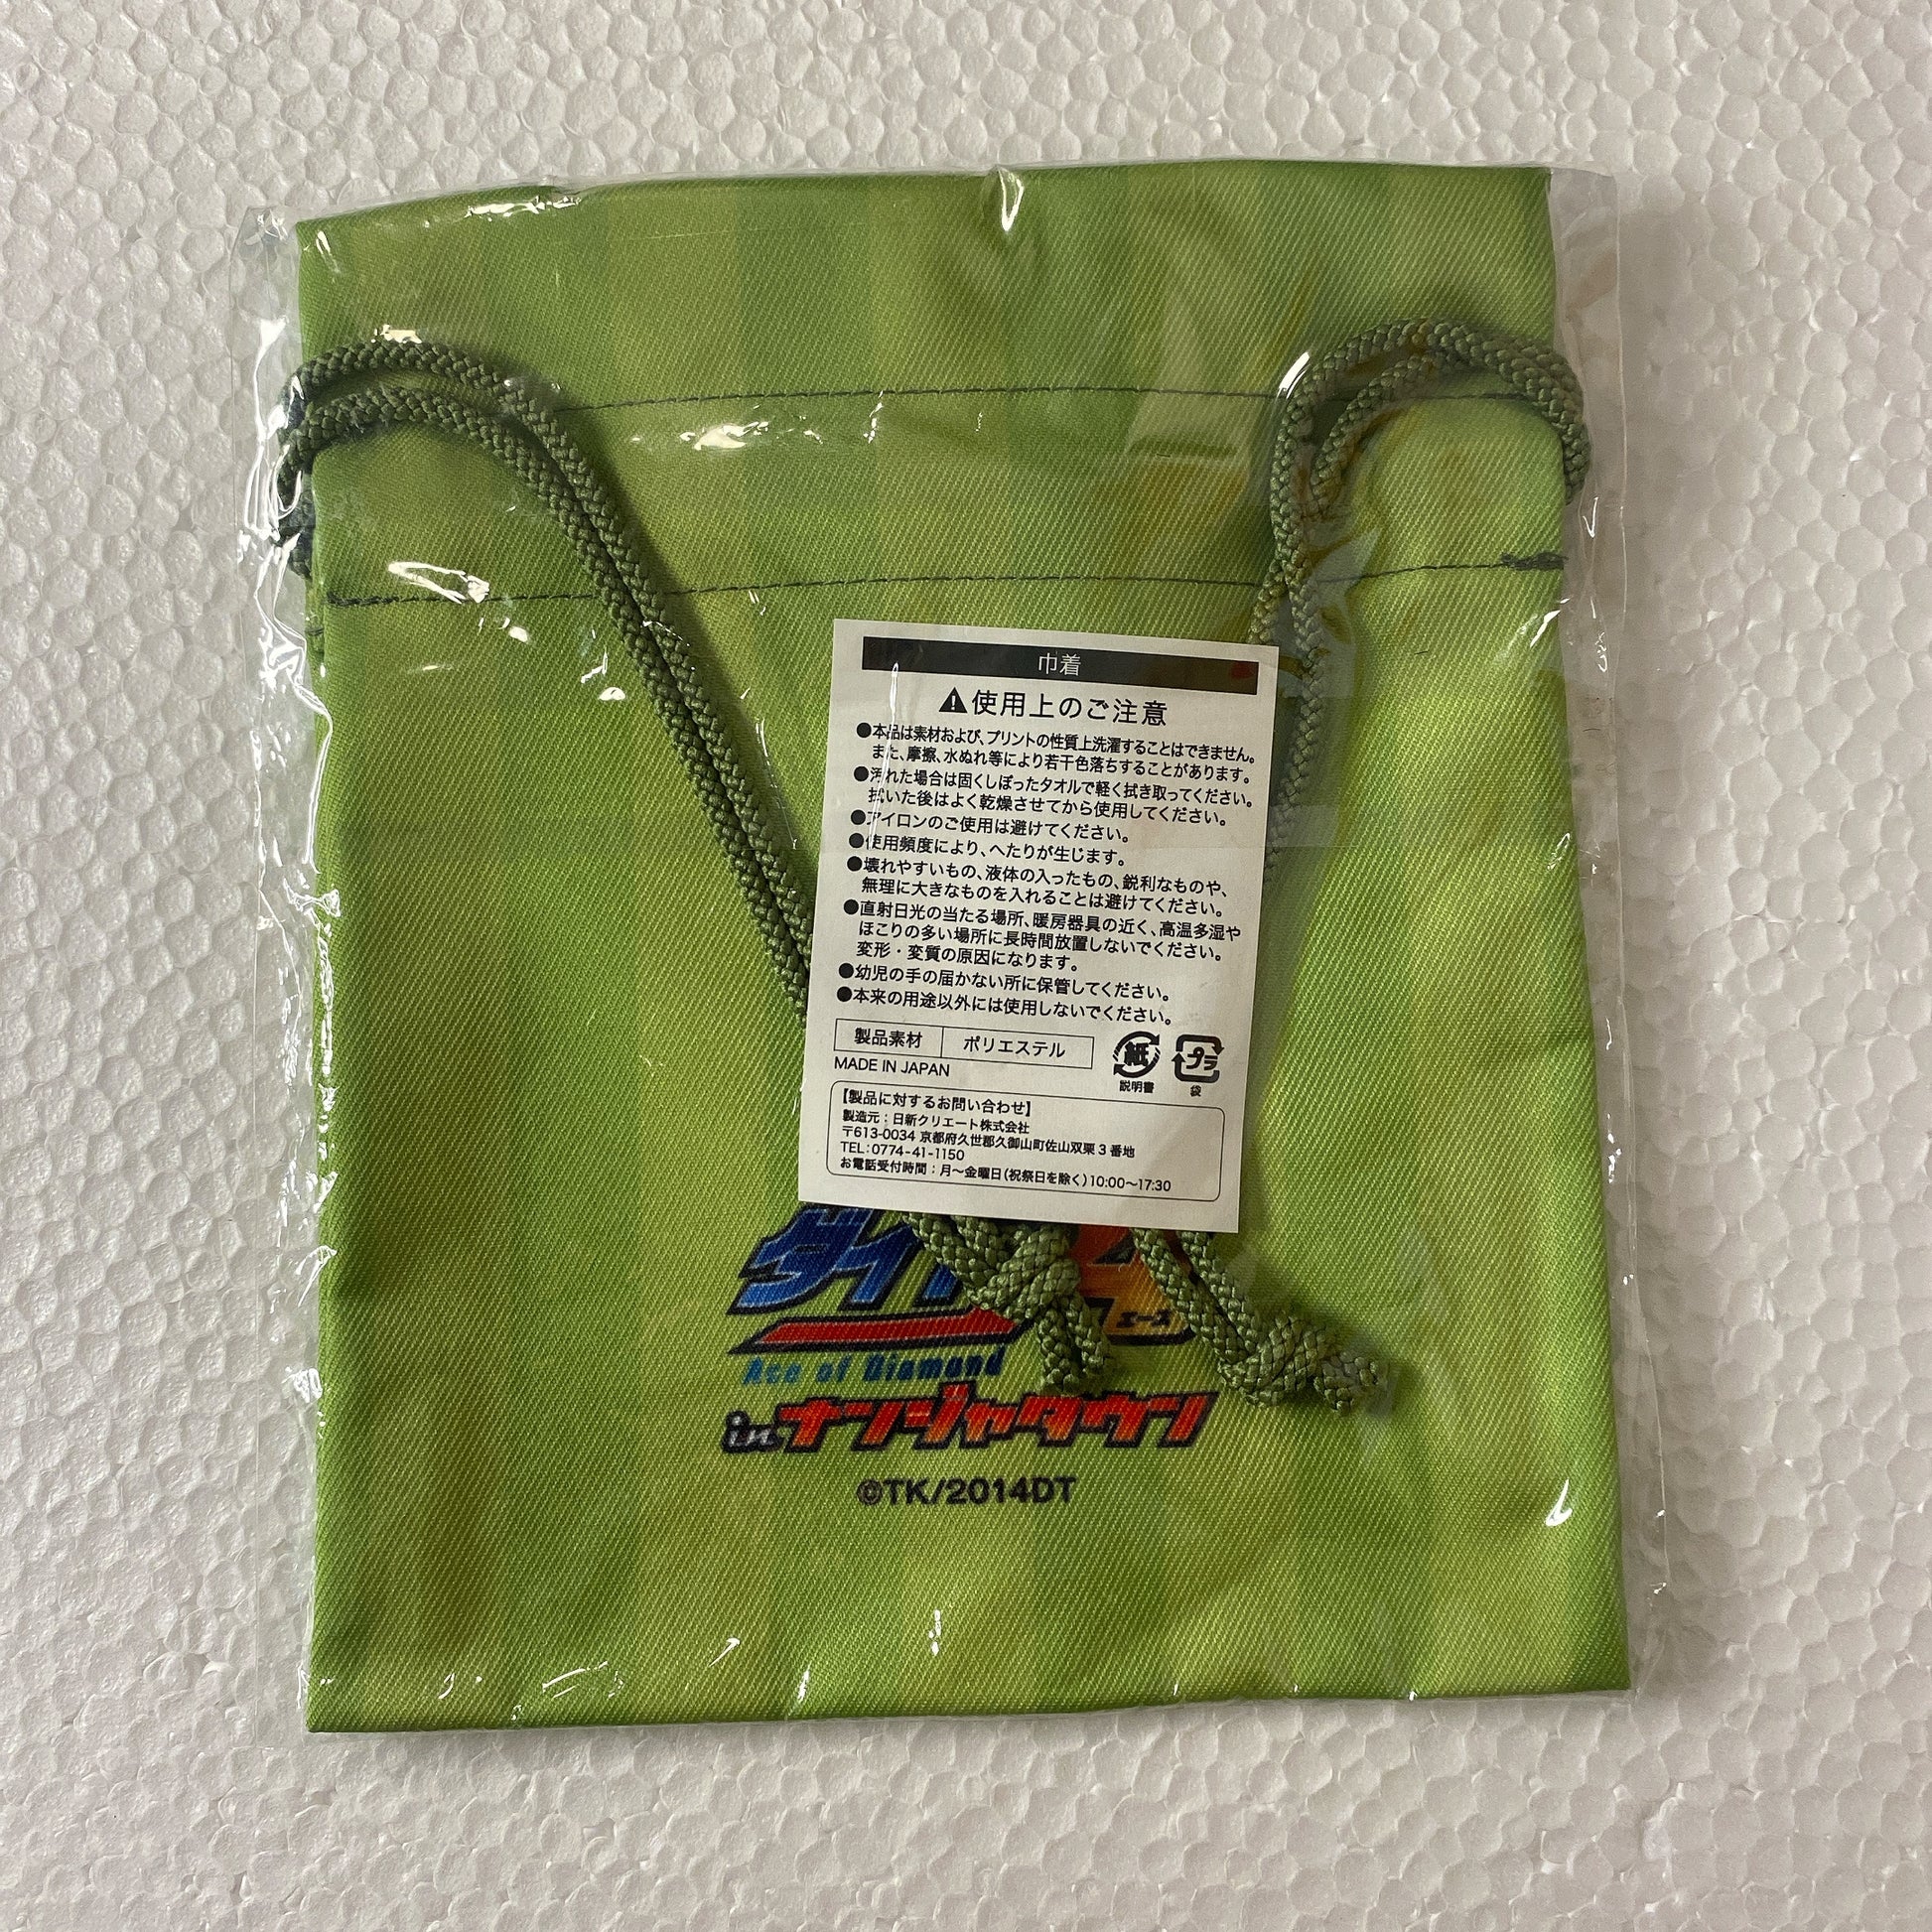 巾着
使用上のご注意
●本品は素材および、プリントの性質上洗濯することはできません。
また、摩擦、水ぬれ等により若干色落ちすることがあります。
●汚れた場合は固くしぼったタオルで軽く拭き取ってください。
拭いた後はよく乾燥させてから使用してください。
●アイロンのご使用は避けてください。
●使用頻度により、へたりが生じます。
●壊れやすいもの、液体の入ったもの、鋭利なものや、
無理に大きなものを入れることは避けてください。
●直射日光の当たる場所、暖房器具の近く、高温多湿や
ほこりの多い場所に長時間放置しないでください。
変形・変質の原因になります。
●幼児の手の届かない所に保管してください。
●本来の用途以外には使用しないでください。
製品素材 ポリエステル
紙 プラ
説明書 袋
MADE IN JAPAN
【製品に対するお問い合わせ】
製造元：日新クリエート株式会社
〒613-0034 京都府久世郡久御山町佐山双栗3番地
TEL：0774-41-1150
お電話受付時間：月〜金曜日（祝祭日を除く）10:00〜17:30
ダイ
エース
Ace of Diamond
inナンジャタウン
©TK/2014DT